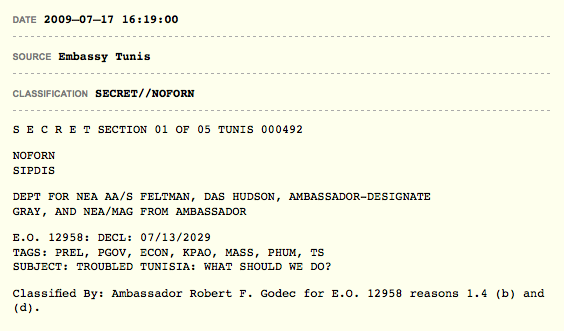 DATE 2009–07–17 16:19:00
SOURCE Embassy Tunis
CLASSIFICATION SECRET//NOFORN
S E C R E T SECTION 01 OF 05 TUNIS 000492
NOFORN
SIPDIS
DEPT FOR NEA AA/S FELTMAN, DAS HUDSON, AMBASSADOR–DESIGNATE
GRAY, AND NEA/MAG FROM AMBASSADOR
E.O. 12958: DECL: 07/13/2029
TAGS: PREL, PGOV, ECON, KPAO, MASS, PHUM, TS
SUBJECT: TROUBLED TUNISIA: WHAT SHOULD WE DO?
Classified By: Ambassador Robert F. Godec for E.O. 12958 reasons 1.4 (b) and
(d).